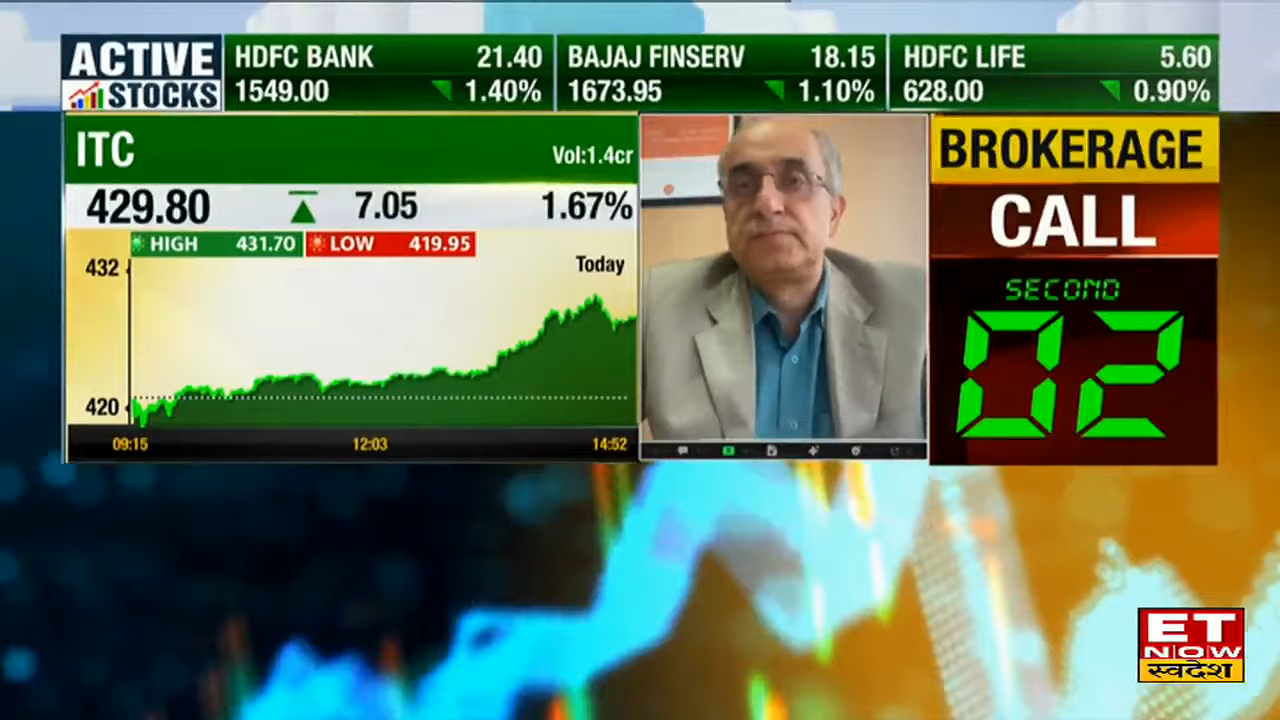 ACTIVE
STOCKS
HDFC BANK 21.40
1549.00 1.40%
BAJAJ FINSERV 18.15
1673.95 1.10%
HDFC LIFE 5.60
628.00 0.90%
ITC
Vol:1.4cr
429.80 7.05 1.67%
HIGH 431.70 LOW 419.95
Today
432
420
09:15 12:03 14:52
BROKERAGE
CALL
SECOND
02
ET
NOW
स्वदेश